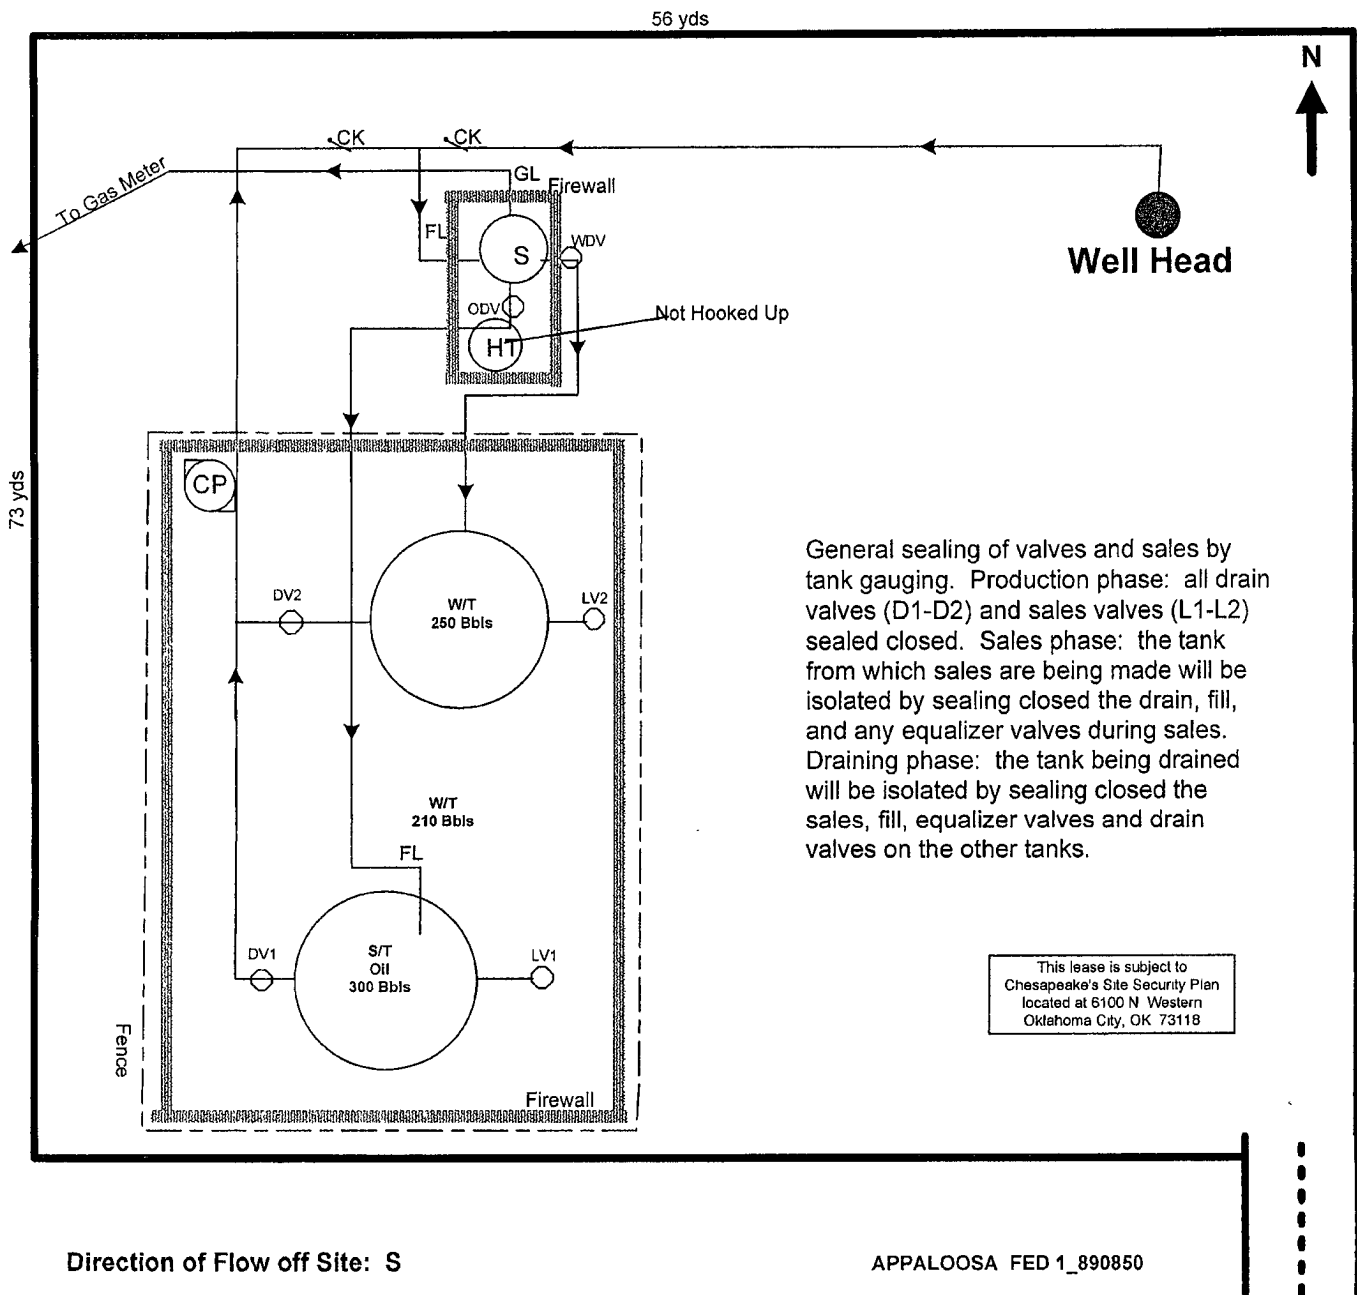 56 yds
N
CK
CK
To Gas Meter
GL
Firewall
FL
S
WDV
Well Head
ODV
Not Hooked Up
HT
73 yds
CP
DV2
W/T
250 Bbls
LV2
General sealing of valves and sales by
tank gauging. Production phase: all drain
valves (D1-D2) and sales valves (L1-L2)
sealed closed. Sales phase: the tank
from which sales are being made will be
isolated by sealing closed the drain, fill,
and any equalizer valves during sales.
Draining phase: the tank being drained
will be isolated by sealing closed the
sales, fill, equalizer valves and drain
valves on the other tanks.
W/T
210 Bbls
FL
DV1
S/T
Oil
300 Bbls
LV1
This lease is subject to
Chesapeake's Site Security Plan
located at 6100 N Western
Oklahoma City, OK 73118
Fence
Firewall
Direction of Flow off Site: S
APPALOOSA FED 1_890850